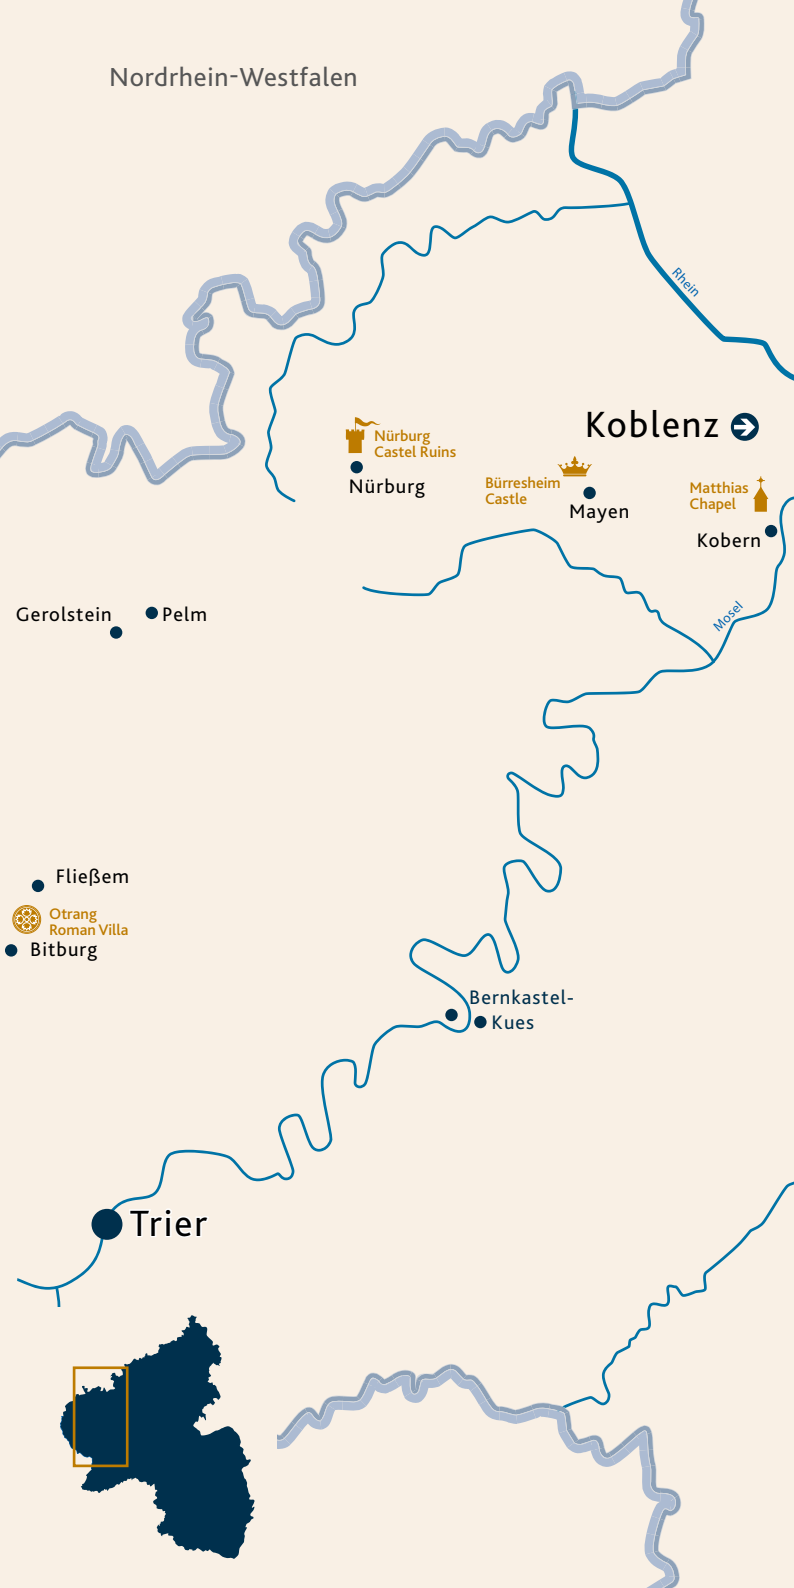 Nordrhein-Westfalen
Rhein
Koblenz
Nürburg
Castel Ruins
Nürburg
Bürresheim
Castle
Mayen
Matthias
Chapel
Kobern
Mosel
Gerolstein
Pelm
Fließem
Otrang
Roman Villa
Bitburg
Bernkastel-
Kues
Trier